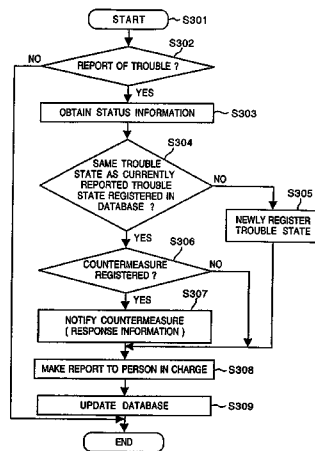 START
S301
S302
NO
REPORT OF TROUBLE ?
YES
OBTAIN STATUS INFORMATION
S303
S304
SAME TROUBLE
STATE AS CURRENTLY
REPORTED TROUBLE
STATE REGISTERED IN
DATABASE
?
NO
S305
NEWLY REGISTER
TROUBLE STATE
YES
S306
COUNTERMEASURE
REGISTERED ?
NO
YES
S307
NOTIFY COUNTERMEASURE
( RESPONSE INFORMATION )
MAKE REPORT TO PERSON IN CHARGE
S308
UPDATE DATABASE
S309
END